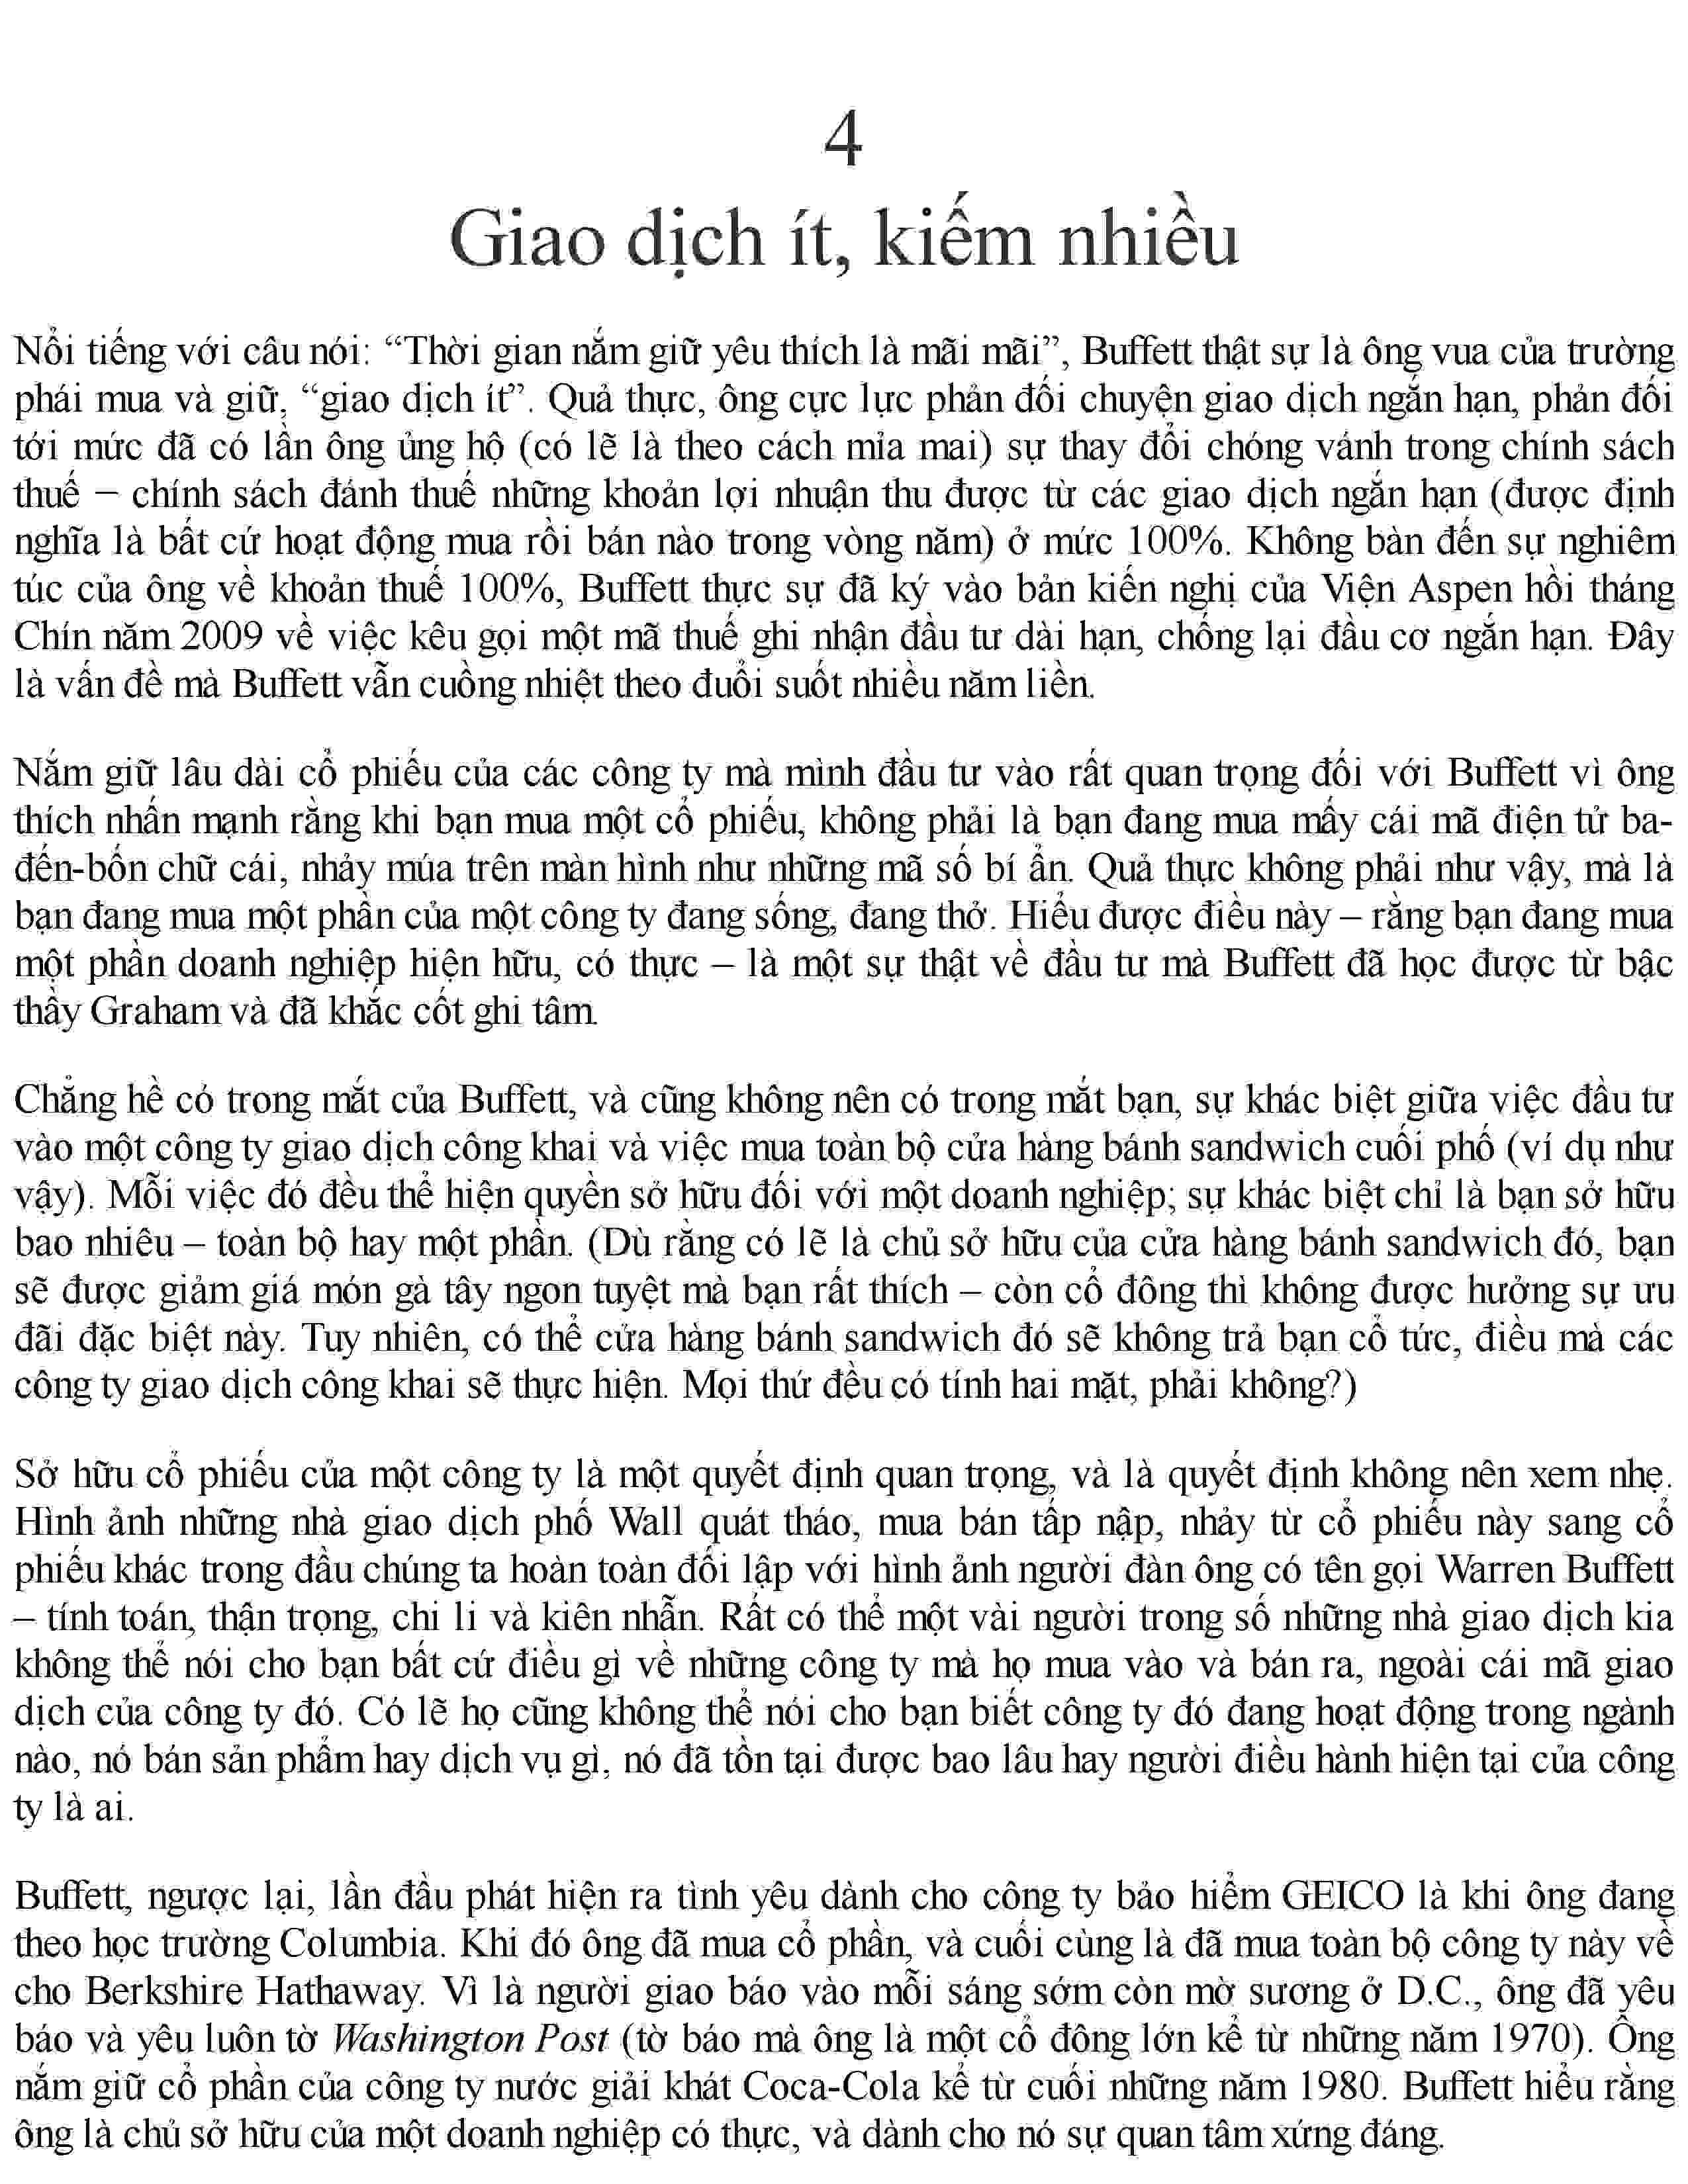 4
Giao dịch ít, kiếm nhiều
Nổi tiếng với câu nói: “Thời gian nắm giữ yêu thích là mãi mãi”, Buffett thật sự là ông vua của trường
phái mua và giữ, “giao dịch ít”. Quả thực, ông cực lực phản đối chuyện giao dịch ngắn hạn, phản đối
tới mức đã có lần ông ủng hộ (có lẽ là theo cách mỉa mai) sự thay đổi chóng vánh trong chính sách
thuế – chính sách đánh thuế những khoản lợi nhuận thu được từ các giao dịch ngắn hạn (được định
nghĩa là bất cứ hoạt động mua rồi bán nào trong vòng năm) ở mức 100%. Không bàn đến sự nghiêm
túc của ông về khoản thuế 100%, Buffett thực sự đã ký vào bản kiến nghị của Viện Aspen hồi tháng
Chín năm 2009 về việc kêu gọi một mã thuế ghi nhận đầu tư dài hạn, chống lại đầu cơ ngắn hạn. Đây
là vấn đề mà Buffett vẫn cuồng nhiệt theo đuổi suốt nhiều năm liền.
Nắm giữ lâu dài cổ phiếu của các công ty mà mình đầu tư vào rất quan trọng đối với Buffett vì ông
thích nhấn mạnh rằng khi bạn mua một cổ phiếu, không phải là bạn đang mua mấy cái mã điện tử ba-
đến-bốn chữ cái, nhảy múa trên màn hình như những mã số bí ẩn. Quả thực không phải như vậy, mà là
bạn đang mua một phần của một công ty đang sống, đang thở. Hiểu được điều này – rằng bạn đang mua
một phần doanh nghiệp hiện hữu, có thực – là một sự thật về đầu tư mà Buffett đã học được từ bậc
thầy Graham và đã khắc cốt ghi tâm.
Chẳng hề có trong mắt của Buffett, và cũng không nên có trong mắt bạn, sự khác biệt giữa việc đầu tư
vào một công ty giao dịch công khai và việc mua toàn bộ cửa hàng bánh sandwich cuối phố (ví dụ như
vậy). Mỗi việc đó đều thể hiện quyền sở hữu đối với một doanh nghiệp; sự khác biệt chỉ là bạn sở hữu
bao nhiêu – toàn bộ hay một phần. (Dù rằng có lẽ là chủ sở hữu của cửa hàng bánh sandwich đó, bạn
sẽ được giảm giá món gà tây ngon tuyệt mà bạn rất thích – còn cổ đông thì không được hưởng sự ưu
đãi đặc biệt này. Tuy nhiên, có thể cửa hàng bánh sandwich đó sẽ không trả bạn cổ tức, điều mà các
công ty giao dịch công khai sẽ thực hiện. Mọi thứ đều có tính hai mặt, phải không?)
Sở hữu cổ phiếu của một công ty là một quyết định quan trọng, và là quyết định không nên xem nhẹ.
Hình ảnh những nhà giao dịch phố Wall quát tháo, mua bán tấp nập, nhảy từ cổ phiếu này sang cổ
phiếu khác trong đầu chúng ta hoàn toàn đối lập với hình ảnh người đàn ông có tên gọi Warren Buffett
– tính toán, thận trọng, chi li và kiên nhẫn. Rất có thể một vài người trong số những nhà giao dịch kia
không thể nói cho bạn bất cứ điều gì về những công ty mà họ mua vào và bán ra, ngoài cái mã giao
dịch của công ty đó. Có lẽ họ cũng không thể nói cho bạn biết công ty đó đang hoạt động trong ngành
nào, nó bán sản phẩm hay dịch vụ gì, nó đã tồn tại được bao lâu hay người điều hành hiện tại của công
ty là ai.
Buffett, ngược lại, lần đầu phát hiện ra tình yêu dành cho công ty bảo hiểm GEICO là khi ông đang
theo học trường Columbia. Khi đó ông đã mua cổ phần, và cuối cùng là đã mua toàn bộ công ty này về
cho Berkshire Hathaway. Vì là người giao báo vào mỗi sáng sớm còn mờ sương ở D.C., ông đã yêu
báo và yêu luôn tờ Washington Post (tờ báo mà ông là một cổ đông lớn kể từ những năm 1970). Ông
nắm giữ cổ phần của công ty nước giải khát Coca-Cola kể từ cuối những năm 1980. Buffett hiểu rằng
ông là chủ sở hữu của một doanh nghiệp có thực, và dành cho nó sự quan tâm xứng đáng.